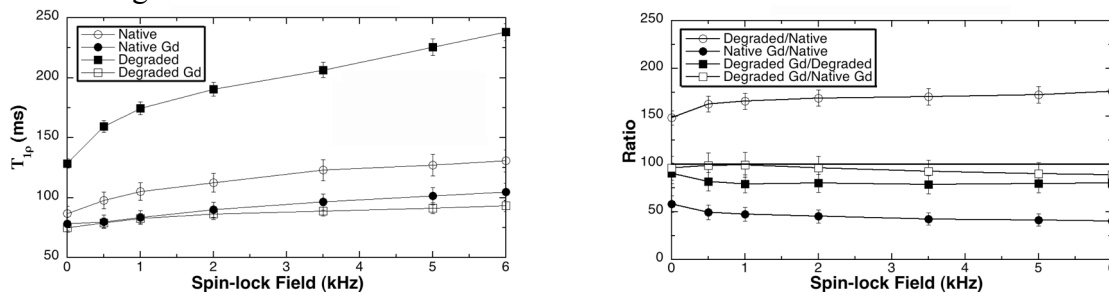 Native
Native Gd
Degraded
Degraded Gd
T1ρ (ms)
250
200
150
100
50
0 1 2 3 4 5 6
Spin-lock Field (kHz)
Degraded/Native
Native Gd/Native
Degraded Gd/Degraded
Degraded Gd/Native Gd
Ratio
250
200
150
100
50
0
0 1 2 3 4 5 6
Spin-lock Field (kHz)